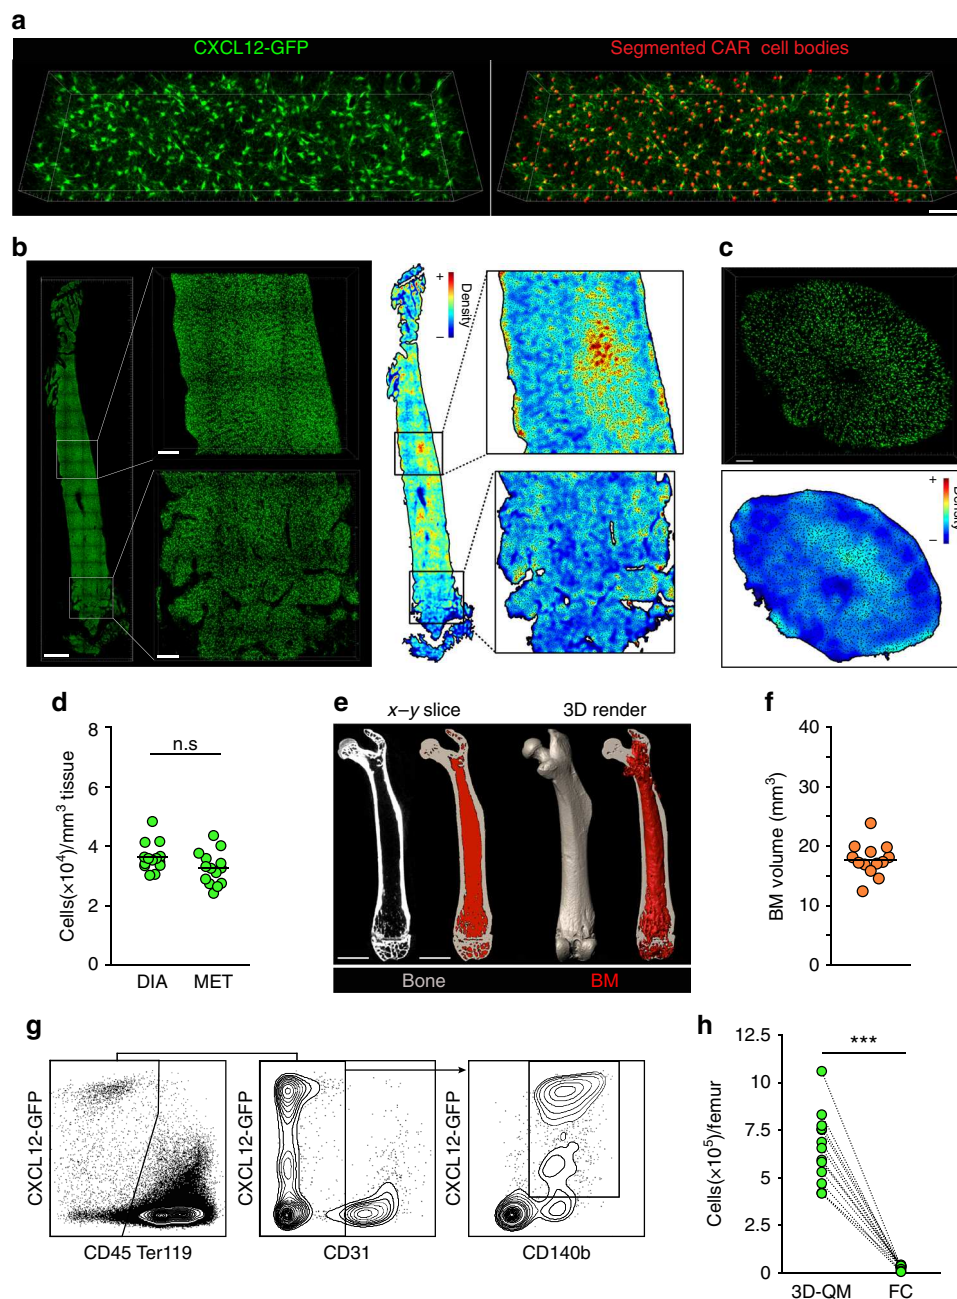 a
CXCL12-GFP
Segmented CAR cell bodies
b
+
–
Density
c
+
–
Density
d
Cells(×10⁴)/mm³ tissue
8
6
4
2
0
n.s
DIA
MET
e
x–y slice
3D render
Bone
BM
f
BM volume (mm³)
40
30
20
10
0
g
CXCL12-GFP
CD45 Ter119
CXCL12-GFP
CD31
CXCL12-GFP
CD140b
h
Cells(×10⁵)/femur
10
7.5
5
2.5
0
***
3D-QM
FC